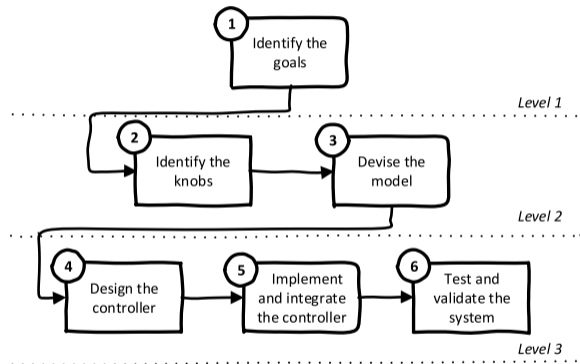 1
Identify the
goals
Level 1
2
Identify the
knobs
3
Devise the
model
Level 2
4
Design the
controller
5
Implement
and integrate
the controller
6
Test and
validate the
system
Level 3